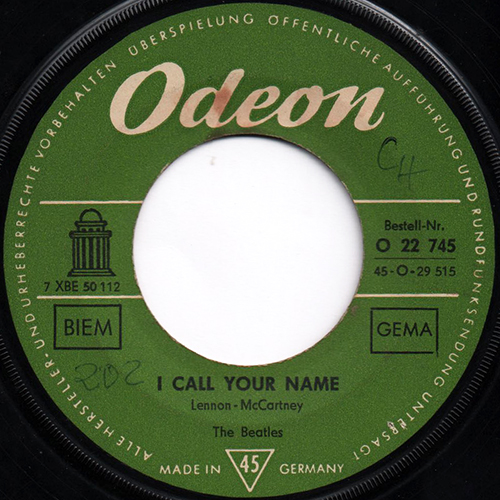 ALLE HERSTELLER- UND URHEBERRECHTE VORBEHALTEN ÜBERSPIELUNG ÖFFENTLICHE AUFFÜHRUNG UND RUNDFUNKSENDUNG UNTERSAGT
Odeon
CH
Bestell-Nr.
O 22 745
45-O-29 515
7 XBE 50 112
BIEM
GEMA
202
I CALL YOUR NAME
Lennon - McCartney
The Beatles
MADE IN 45 GERMANY